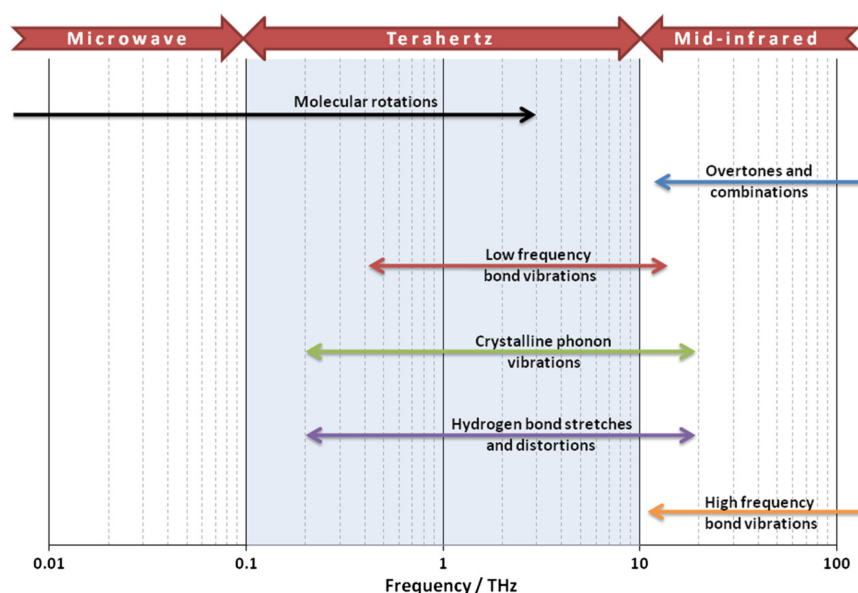 Microwave
Terahertz
Mid-infrared
Molecular rotations
Overtones and
combinations
Low frequency
bond vibrations
Crystalline phonon
vibrations
Hydrogen bond stretches
and distortions
High frequency
bond vibrations
0.01
0.1
1
10
100
Frequency / THz